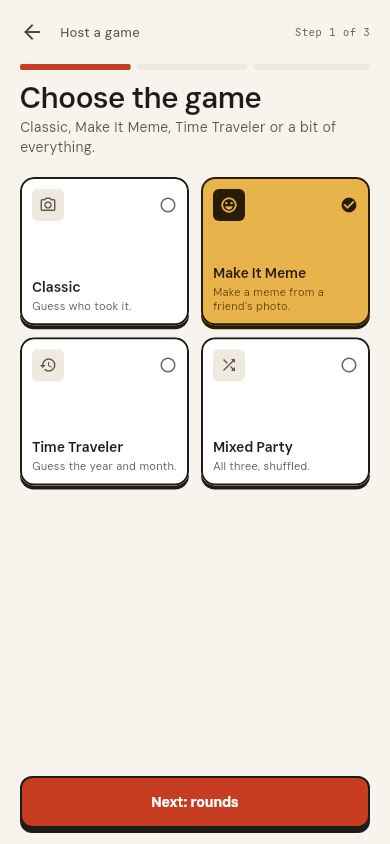 Host a game
Step 1 of 3
Choose the game
Classic, Make It Meme, Time Traveler or a bit of
everything.
Classic
Guess who took it.
Make It Meme
Make a meme from a
friend's photo.
Time Traveler
Guess the year and month.
Mixed Party
All three, shuffled.
Next: rounds